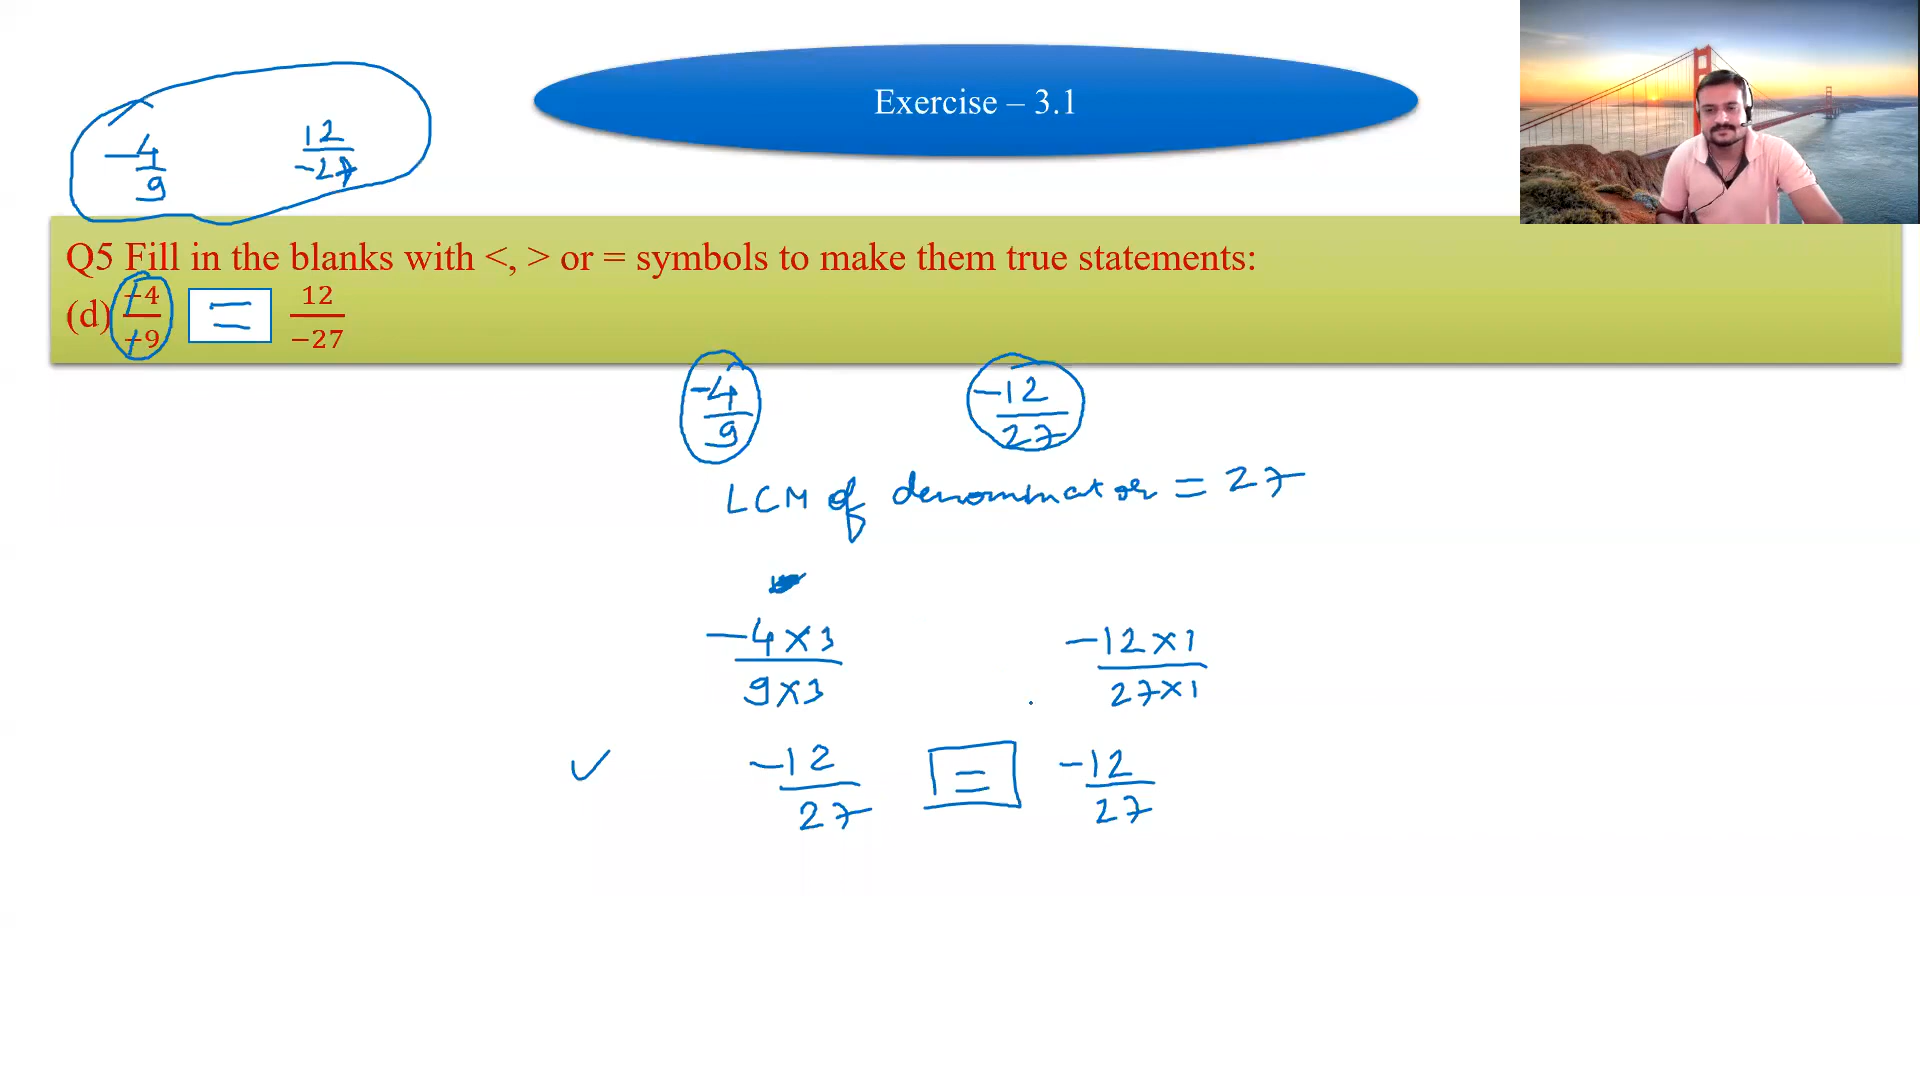 Exercise – 3.1
-4/9 12/-27
Q5 Fill in the blanks with <, > or = symbols to make them true statements:
(d) -4/-9 = 12/-27
-4/9 -12/27
LCM of denominator = 27
-4×3/9×3 -12×1/27×1
✓ -12/27 = -12/27